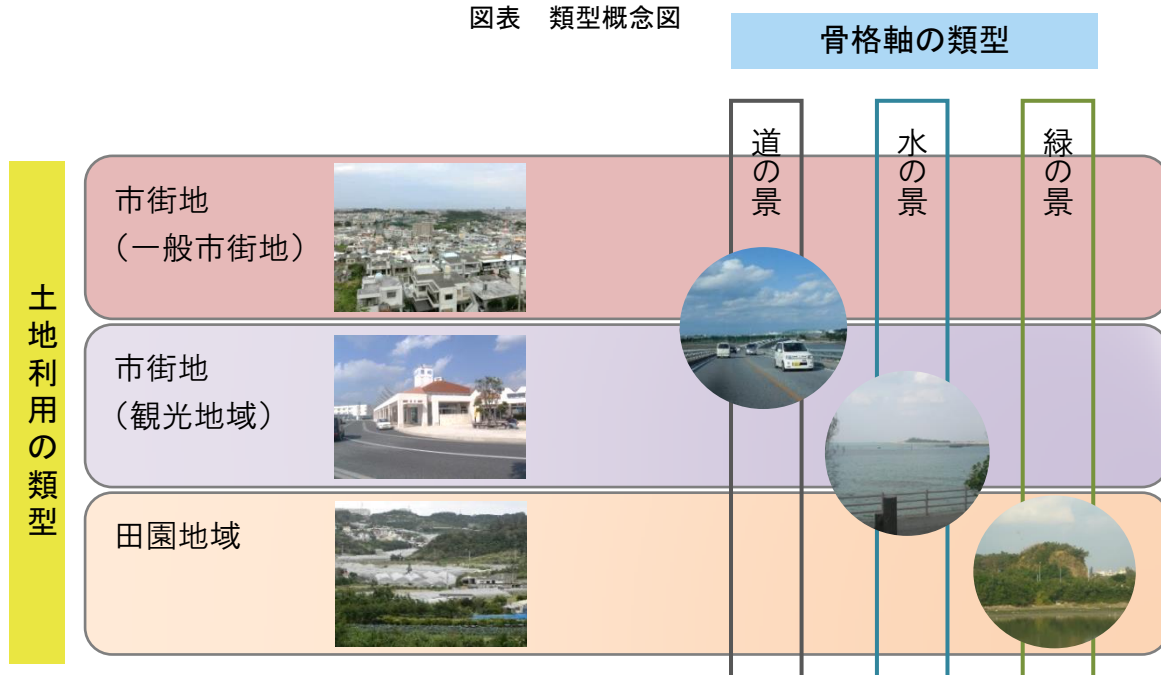 図表　類型概念図
骨格軸の類型
道の景
水の景
緑の景
土地利用の類型
市街地
（一般市街地）
市街地
（観光地域）
田園地域